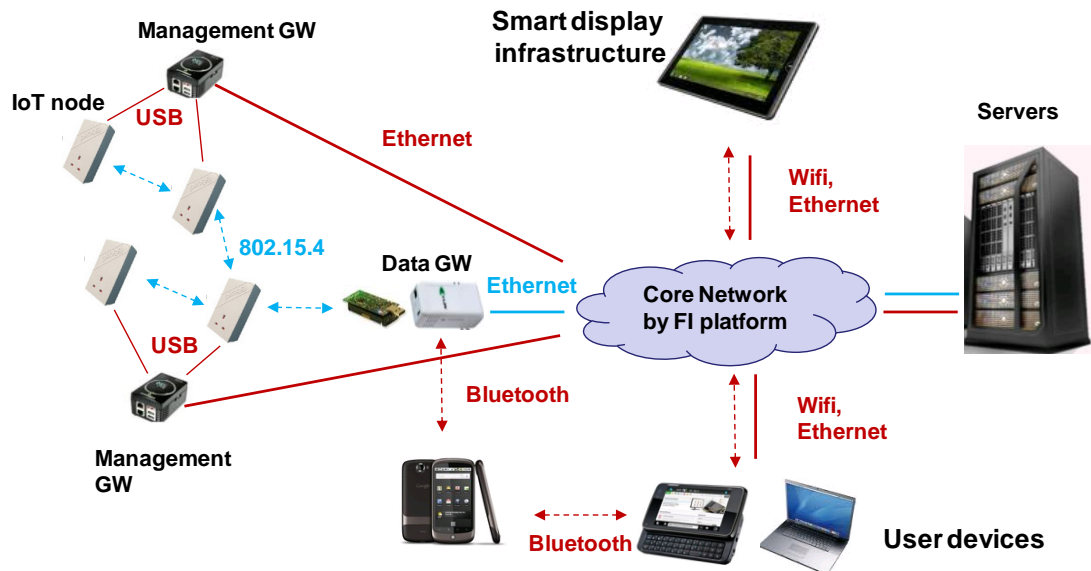 Management GW
Smart display
infrastructure
IoT node
USB
Servers
Ethernet
Wifi,
Ethernet
802.15.4
Data GW
Ethernet
Core Network
by FI platform
USB
Bluetooth
Wifi,
Ethernet
Management
GW
Bluetooth
User devices